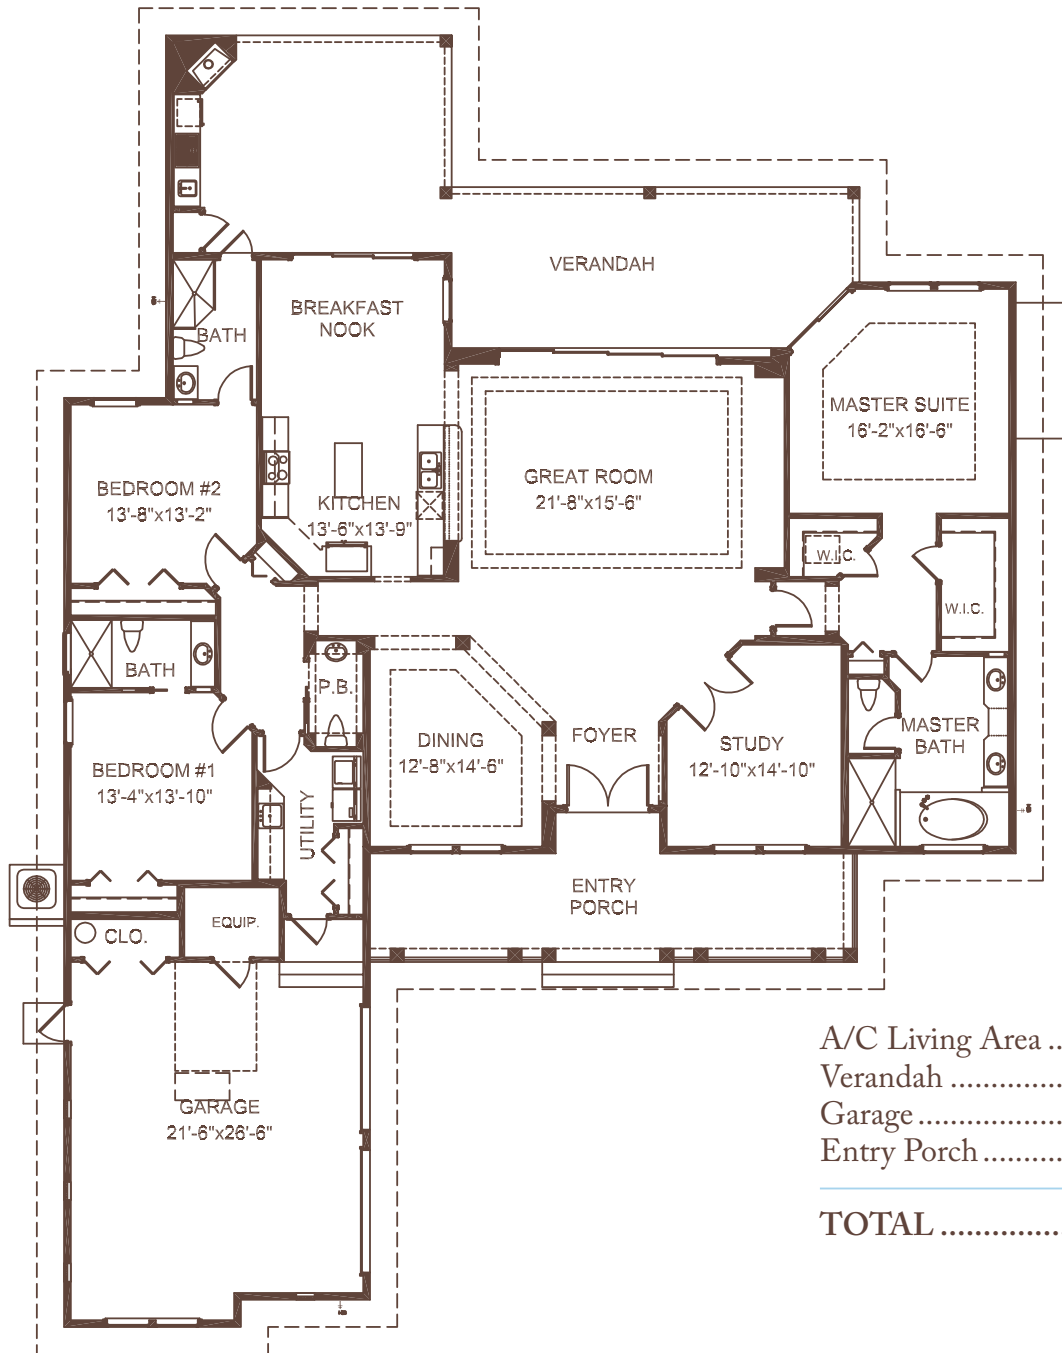 VERANDAH
BREAKFAST
NOOK
BATH
MASTER SUITE
16'-2"x16'-6"
GREAT ROOM
21'-8"x15'-6"
BEDROOM #2
13'-8"x13'-2"
KITCHEN
13'-6"x13'-9"
W.I.C.
W.I.C.
BATH
P.B.
DINING
12'-8"x14'-6"
FOYER
STUDY
12'-10"x14'-10"
MASTER
BATH
BEDROOM #1
13'-4"x13'-10"
UTILITY
ENTRY
PORCH
EQUIP.
CLO.
GARAGE
21'-6"x26'-6"
A/C Living Area ..
Verandah ..............
Garage ..................
Entry Porch ..........
TOTAL ...............